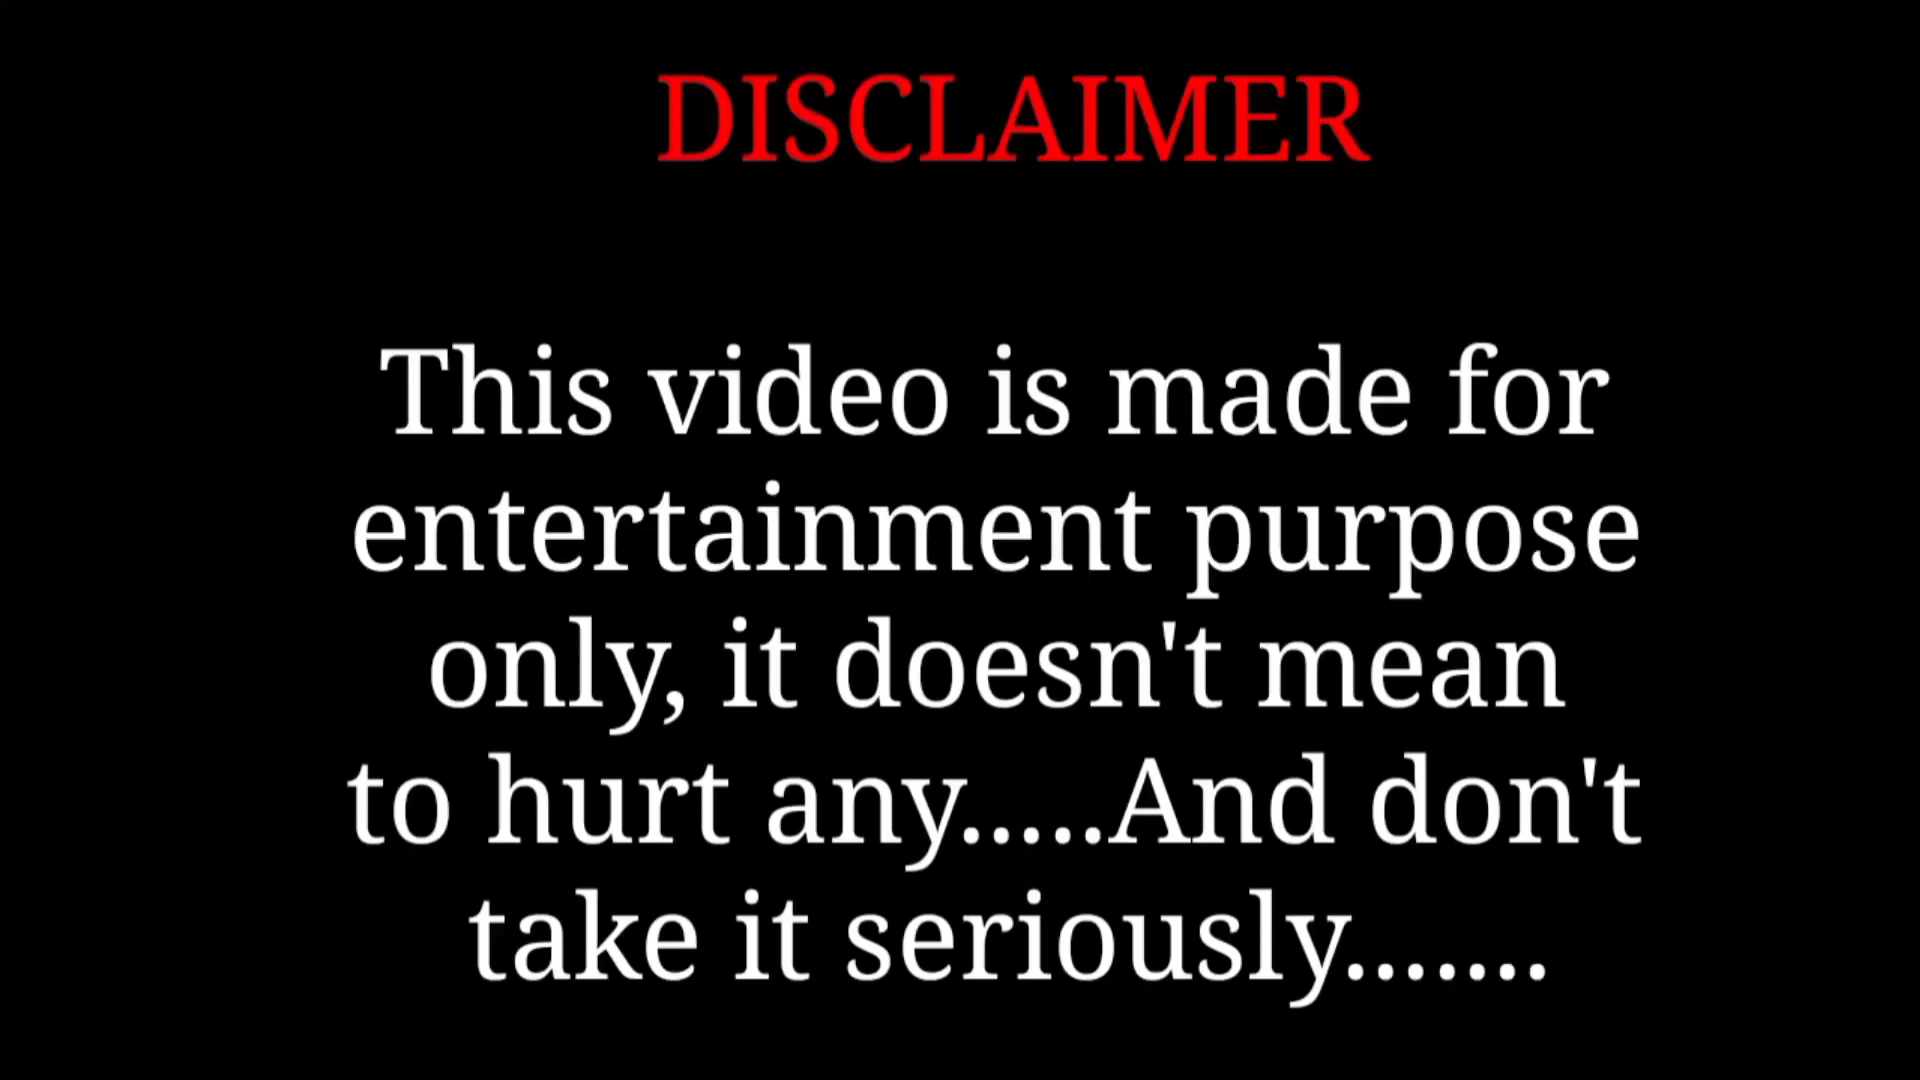 DISCLAIMER
This video is made for
entertainment purpose
only, it doesn't mean
to hurt any.....And don't
take it seriously.......